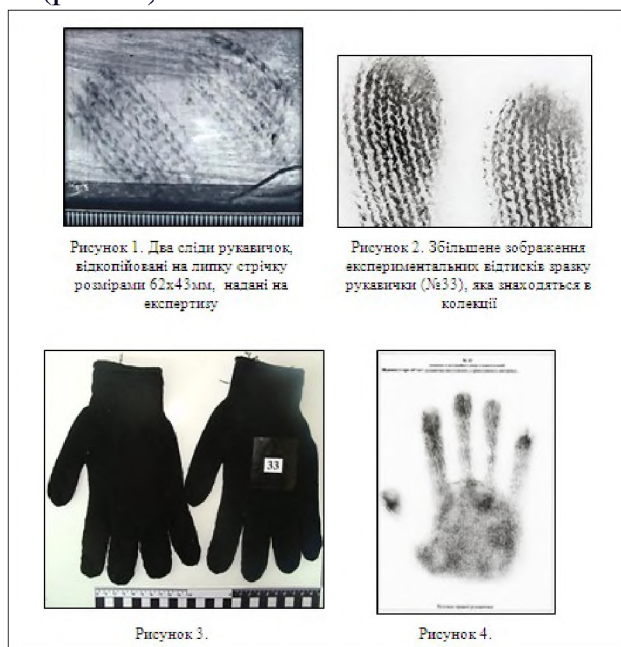 Рисунок 1. Два сліди рукавичок,
відкопійовані на липку стрічку
розмірами 62х43мм, надані на
експертизу
Рисунок 2. Збільшене зображення
експериментальних відтисків зразку
рукавички (№33), яка знаходяться в
колекції
33
Рисунок 3.
Рисунок 4.